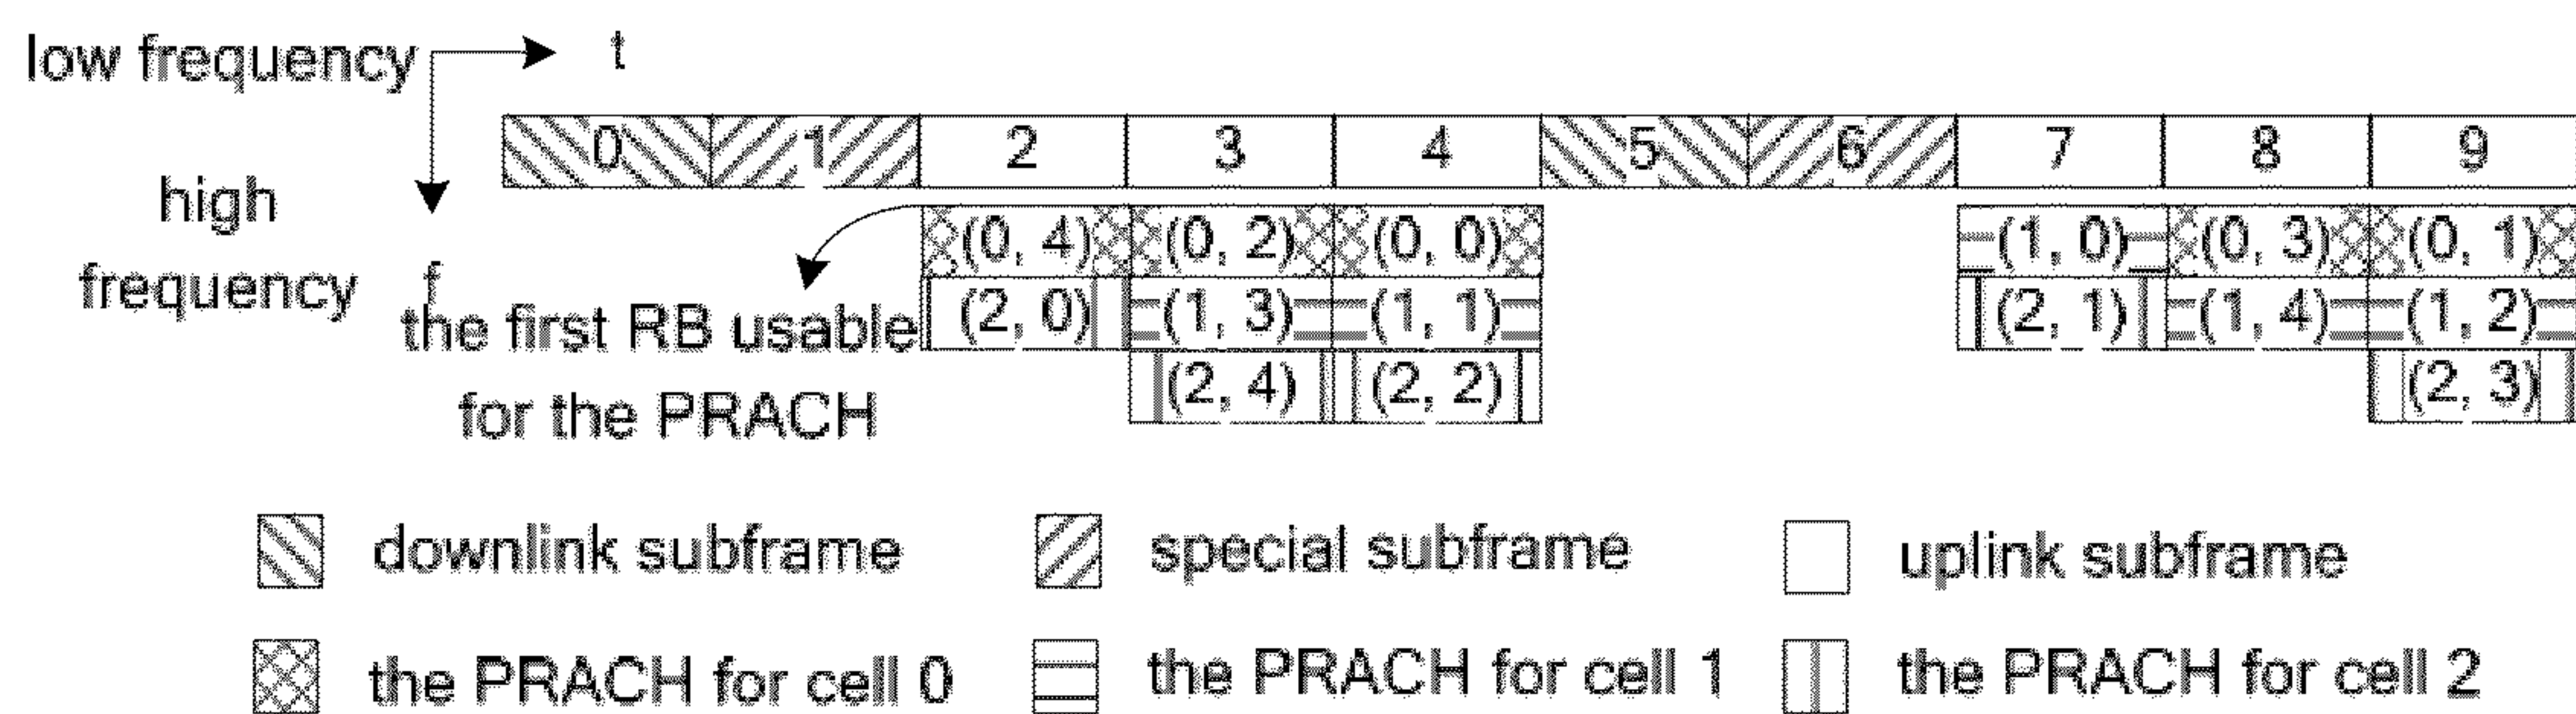 low frequency t
0 1 2 3 4 5 6 7 8 9
high
frequency f
(0, 4) (0, 2) (0, 0) (1, 0) (0, 3) (0, 1)
the first RB usable (2, 0) (1, 3) (1, 1) (2, 1) (1, 4) (1, 2)
for the PRACH (2, 4) (2, 2) (2, 3)
downlink subframe special subframe uplink subframe
the PRACH for cell 0 the PRACH for cell 1 the PRACH for cell 2